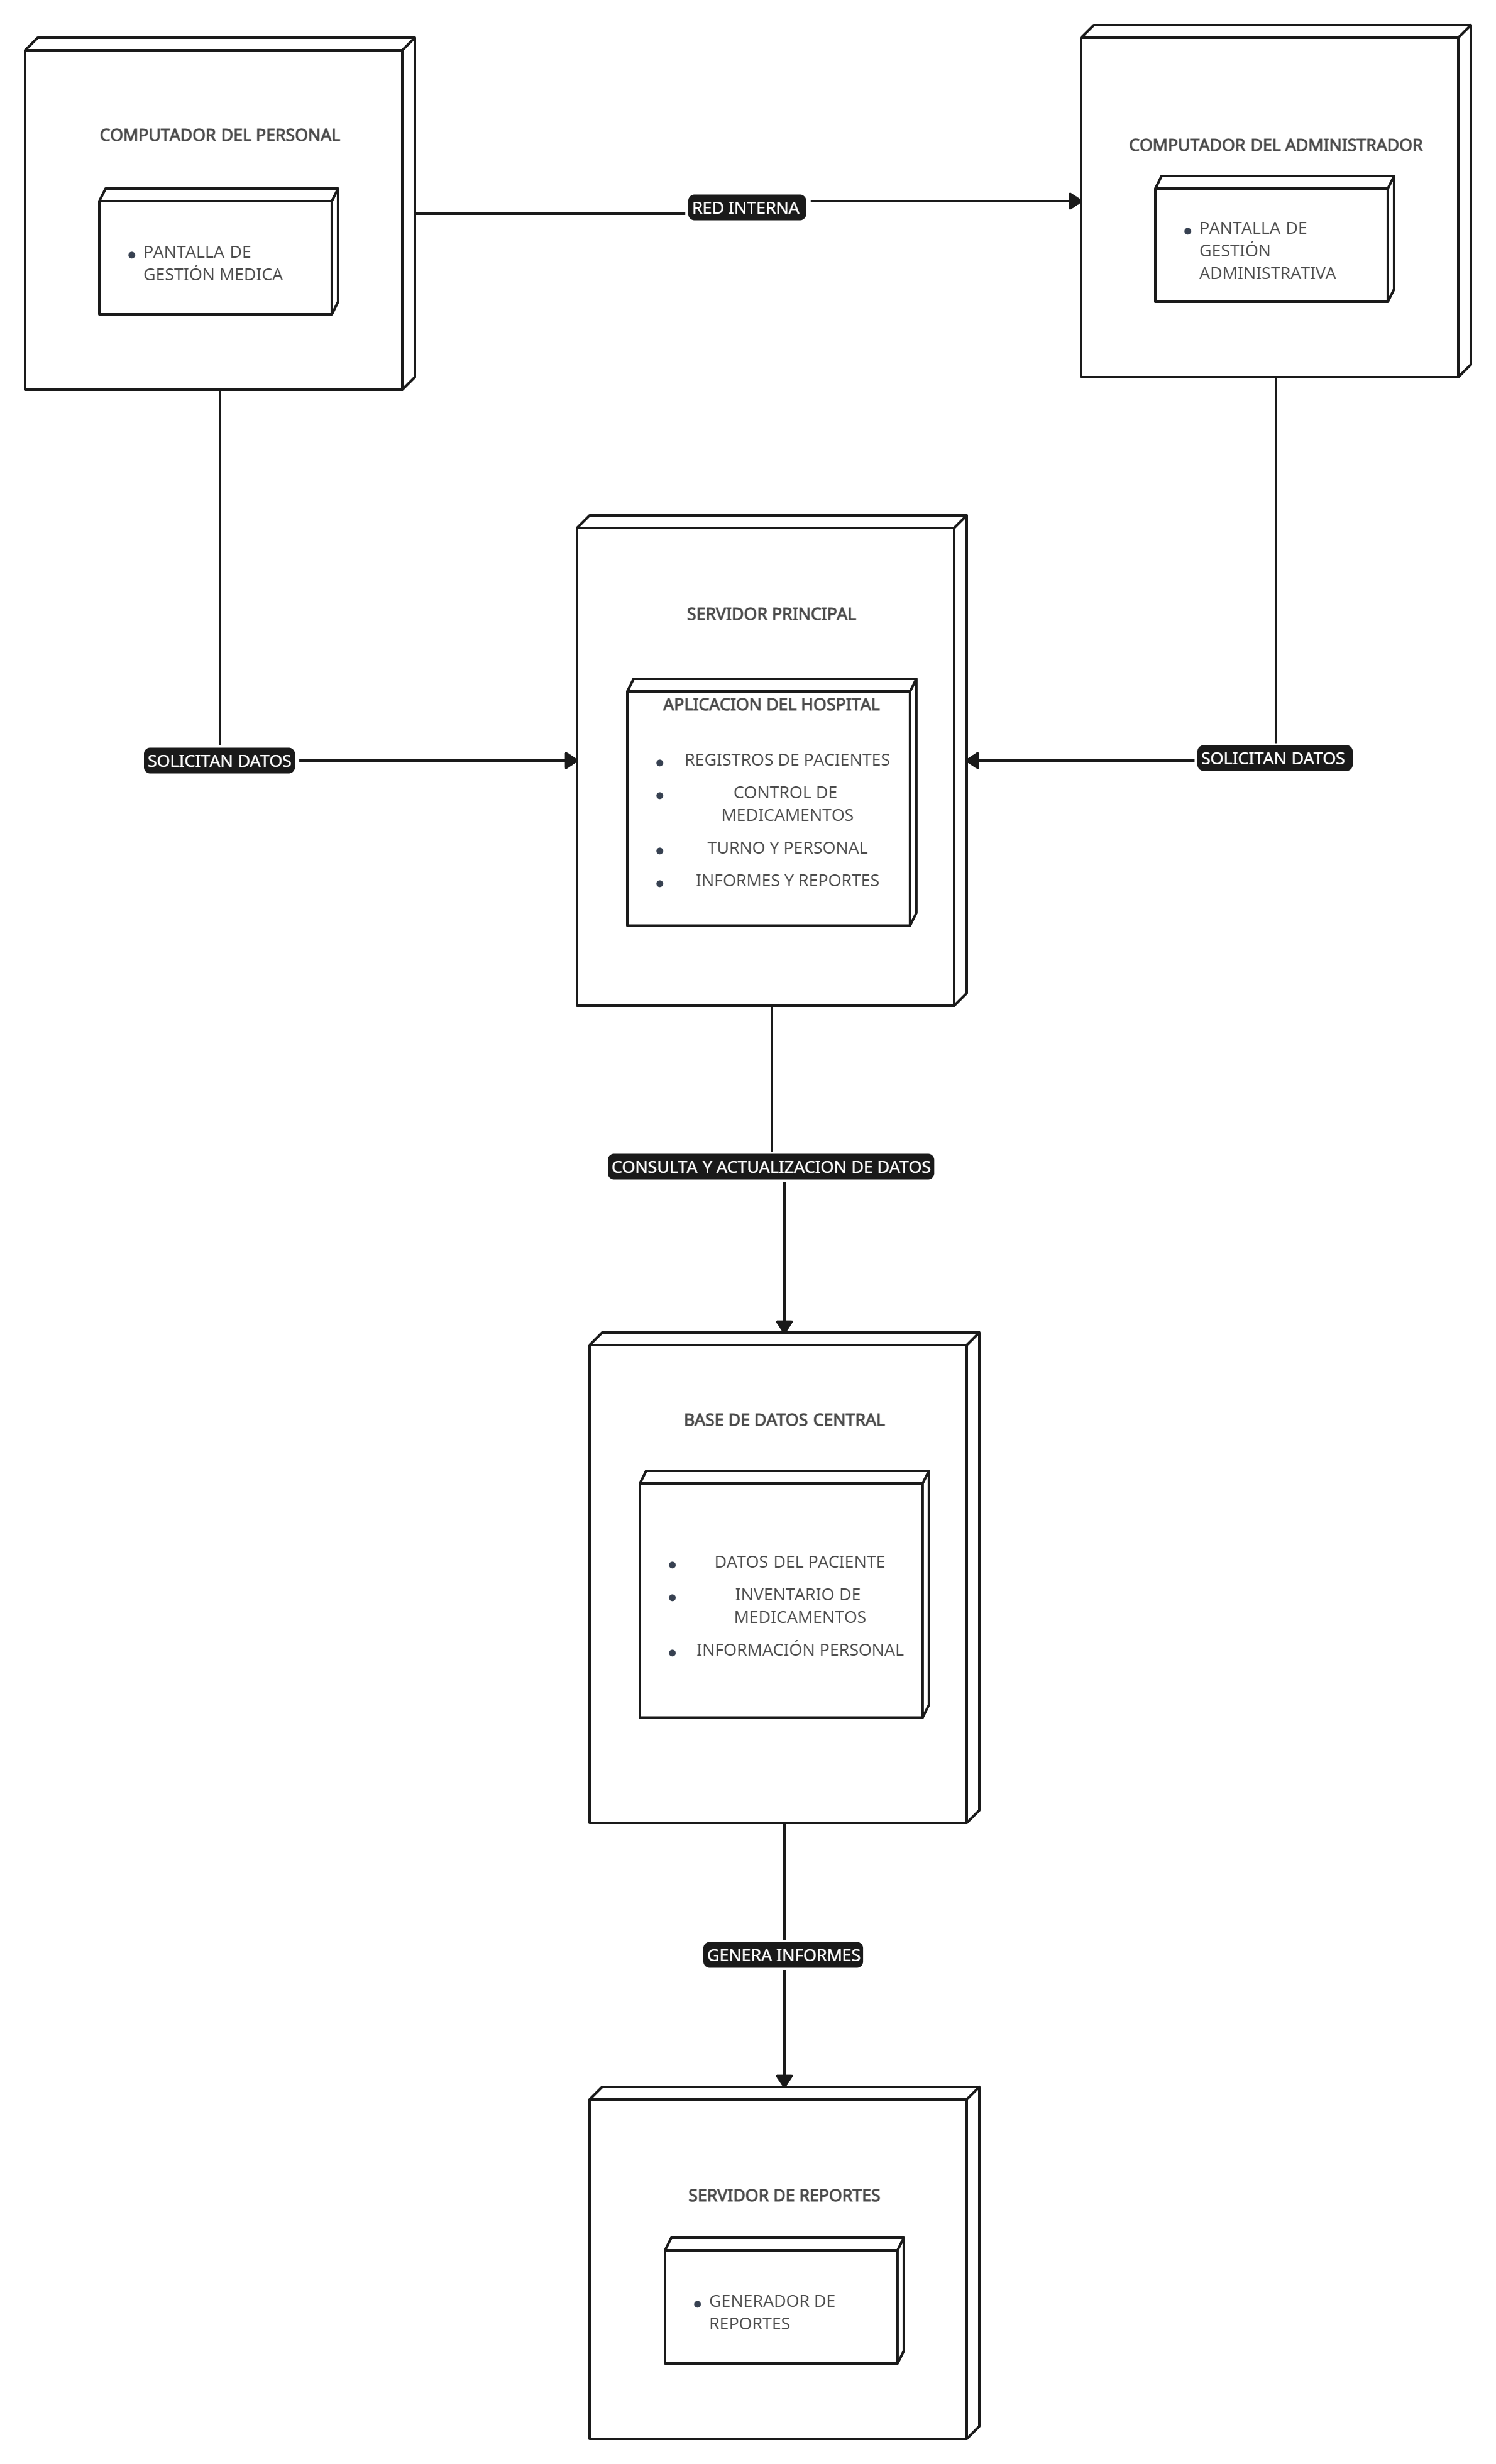 COMPUTADOR DEL PERSONAL
PANTALLA DE
GESTIÓN MEDICA
RED INTERNA
COMPUTADOR DEL ADMINISTRADOR
PANTALLA DE
GESTIÓN
ADMINISTRATIVA
SOLICITAN DATOS
SERVIDOR PRINCIPAL
APLICACION DEL HOSPITAL
REGISTROS DE PACIENTES
CONTROL DE
MEDICAMENTOS
TURNO Y PERSONAL
INFORMES Y REPORTES
SOLICITAN DATOS
CONSULTA Y ACTUALIZACION DE DATOS
BASE DE DATOS CENTRAL
DATOS DEL PACIENTE
INVENTARIO DE
MEDICAMENTOS
INFORMACIÓN PERSONAL
GENERA INFORMES
SERVIDOR DE REPORTES
GENERADOR DE
REPORTES